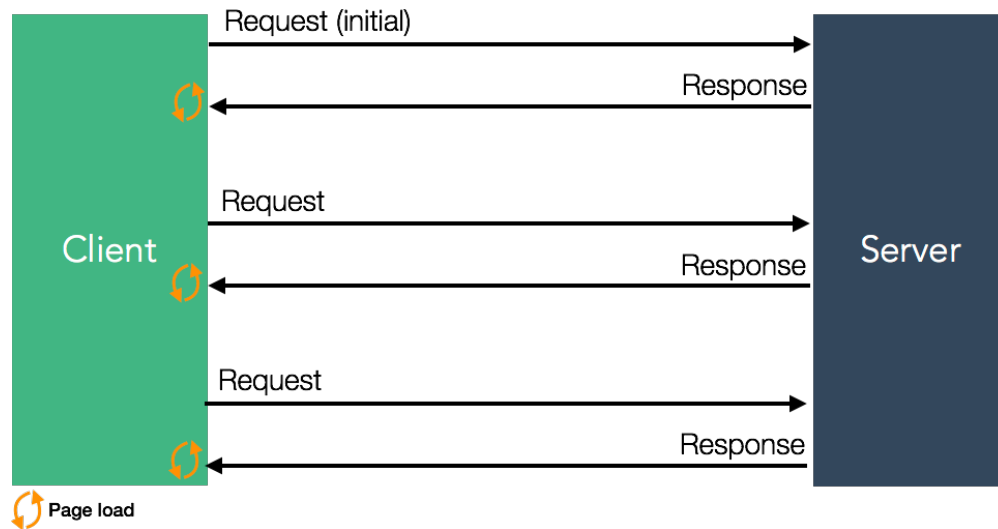 Request (initial)
Response
Request
Client
Server
Response
Request
Response
Page load